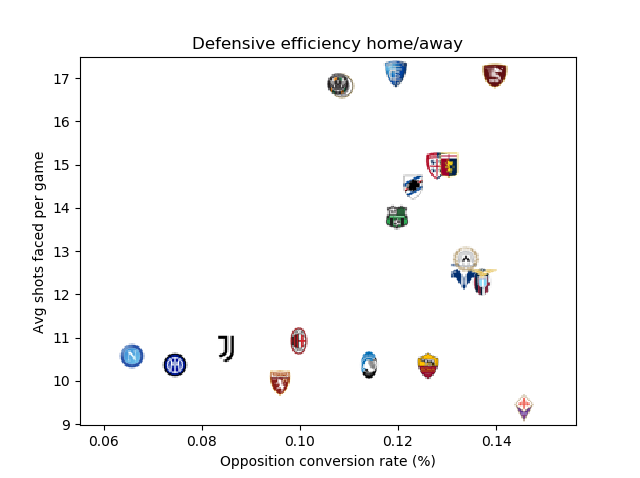 Defensive efficiency home/away
17
16
15
14
13
12
11
10
9
Avg shots faced per game
0.06 0.08 0.10 0.12 0.14
Opposition conversion rate (%)
N